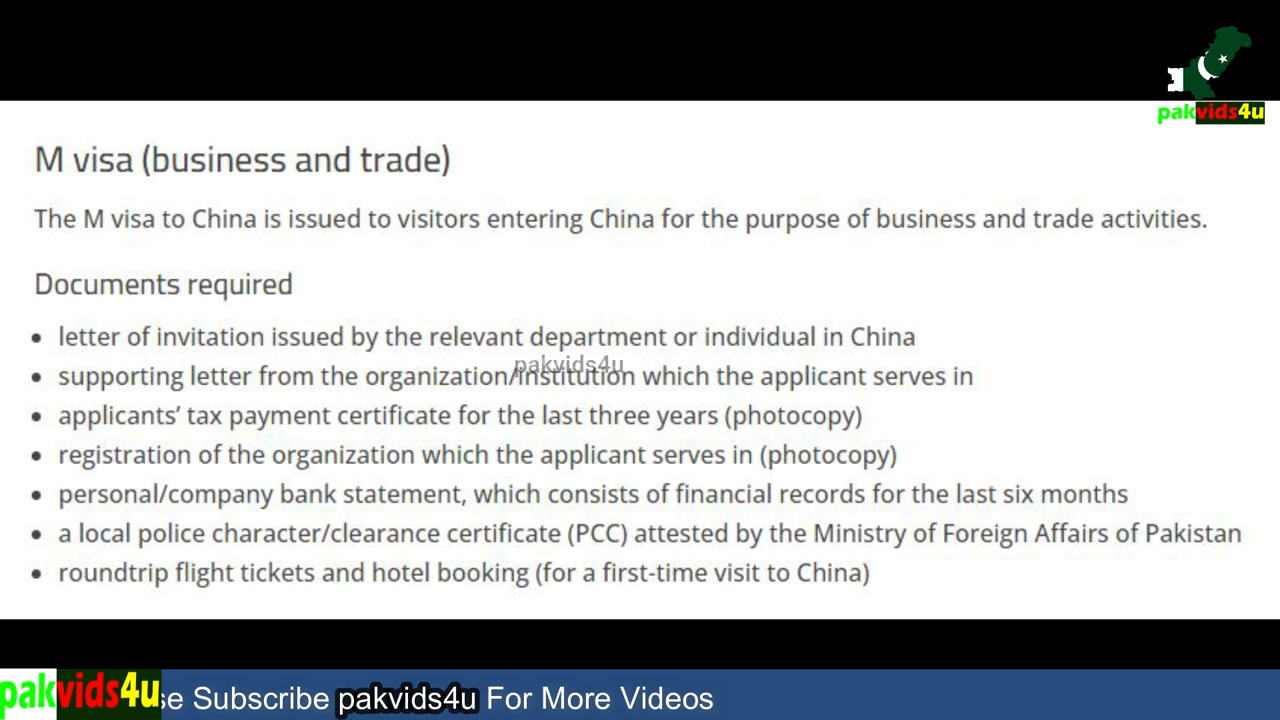 pakvids4u
M visa (business and trade)
The M visa to China is issued to visitors entering China for the purpose of business and trade activities.
Documents required
• letter of invitation issued by the relevant department or individual in China
pakvids4u
• supporting letter from the organization/institution which the applicant serves in
• applicants’ tax payment certificate for the last three years (photocopy)
• registration of the organization which the applicant serves in (photocopy)
• personal/company bank statement, which consists of financial records for the last six months
• a local police character/clearance certificate (PCC) attested by the Ministry of Foreign Affairs of Pakistan
• roundtrip flight tickets and hotel booking (for a first-time visit to China)
pakvids4u se Subscribe pakvids4u For More Videos